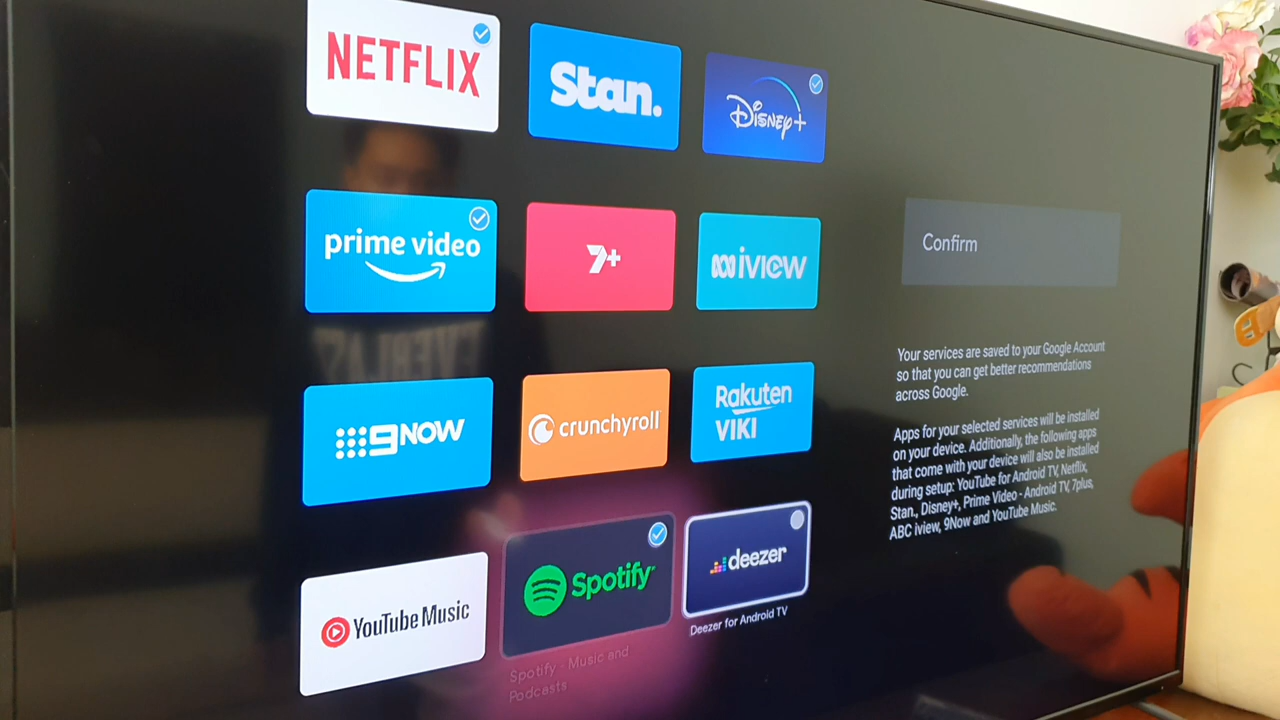 NETFLIX
Stan.
Disney+
prime video
7+
iview
9NOW
crunchyroll
Rakuten
VIKI
YouTube Music
Spotify
Spotify - Music and
Podcasts
deezer
Deezer for Android TV
Confirm
Your services are saved to your Google Account
so that you can get better recommendations
across Google.
Apps for your selected services will be installed
on your device. Additionally, the following apps
that come with your device will also be installed
during setup: YouTube for Android TV, Netflix,
Stan., Disney+, Prime Video - Android TV, 7plus,
ABC iview, 9Now and YouTube Music.